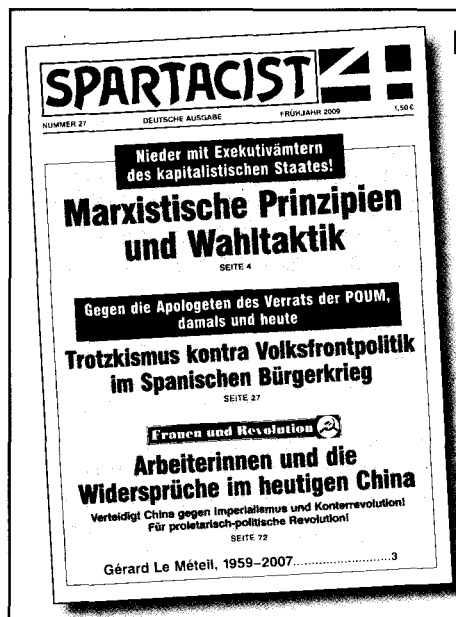 SPARTACIST
NUMMER 27 DEUTSCHE AUSGABE FRÜHJAHR 2009 1,50 €
Nieder mit Exekutivämtern
des kapitalistischen Staates!
Marxistische Prinzipien
und Wahltaktik
SEITE 4
Gegen die Apologeten des Verrats der POUM,
damals und heute
Trotzkismus kontra Volksfrontpolitik
im Spanischen Bürgerkrieg
SEITE 27
Frauen und Revolution
Arbeiterinnen und die
Widersprüche im heutigen China
Verteidigt China gegen Imperialismus und Konterrevolution!
Für proletarisch-politische Revolution!
SEITE 72
Gérard Le Méteil, 1959–2007..........................3